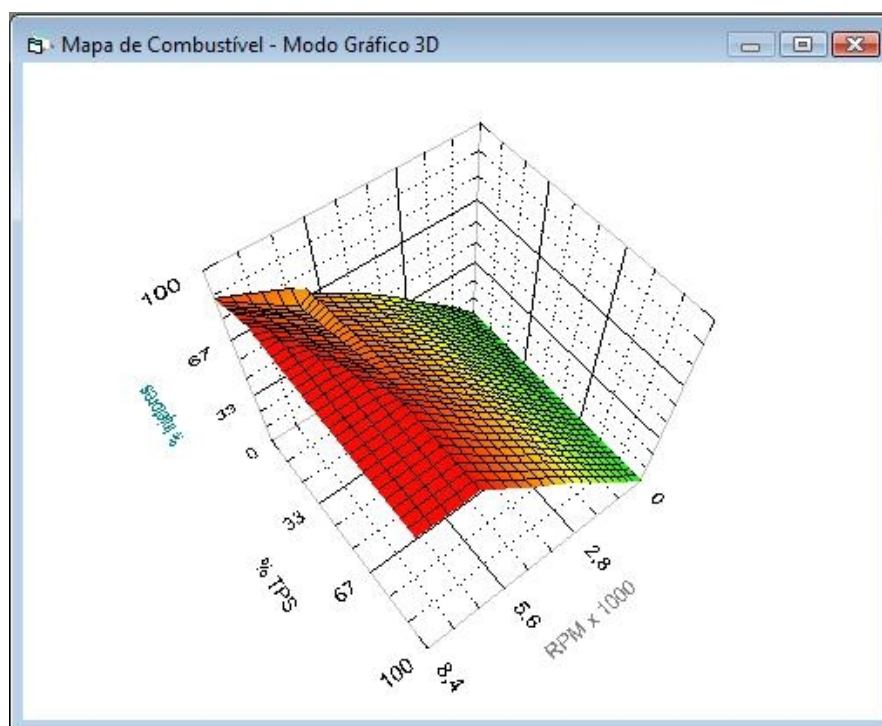 Mapa de Combustível - Modo Gráfico 3D
100
67
33
0
% Injetores
33
67
100
% TPS
0
2,8
5,6
8,4
RPM x 1000